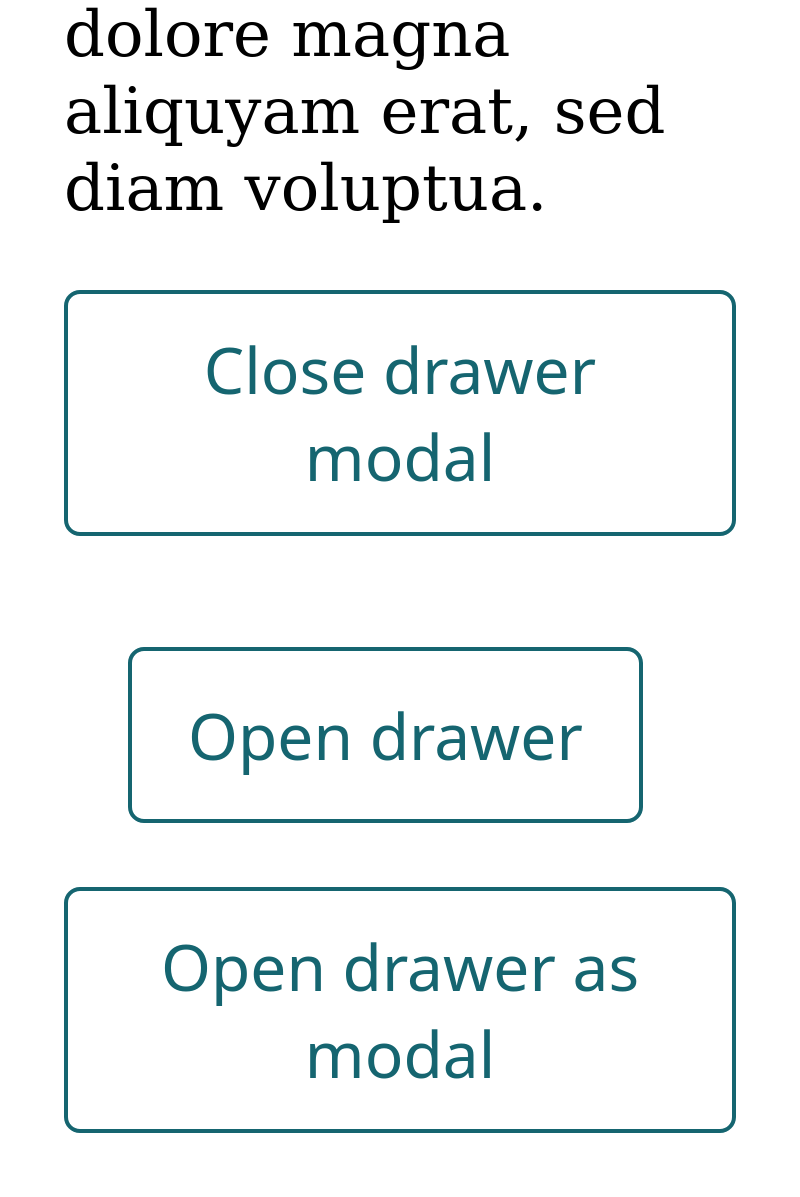 dolore magna
aliquyam erat, sed
diam voluptua.
Close drawer
modal
Open drawer
Open drawer as
modal